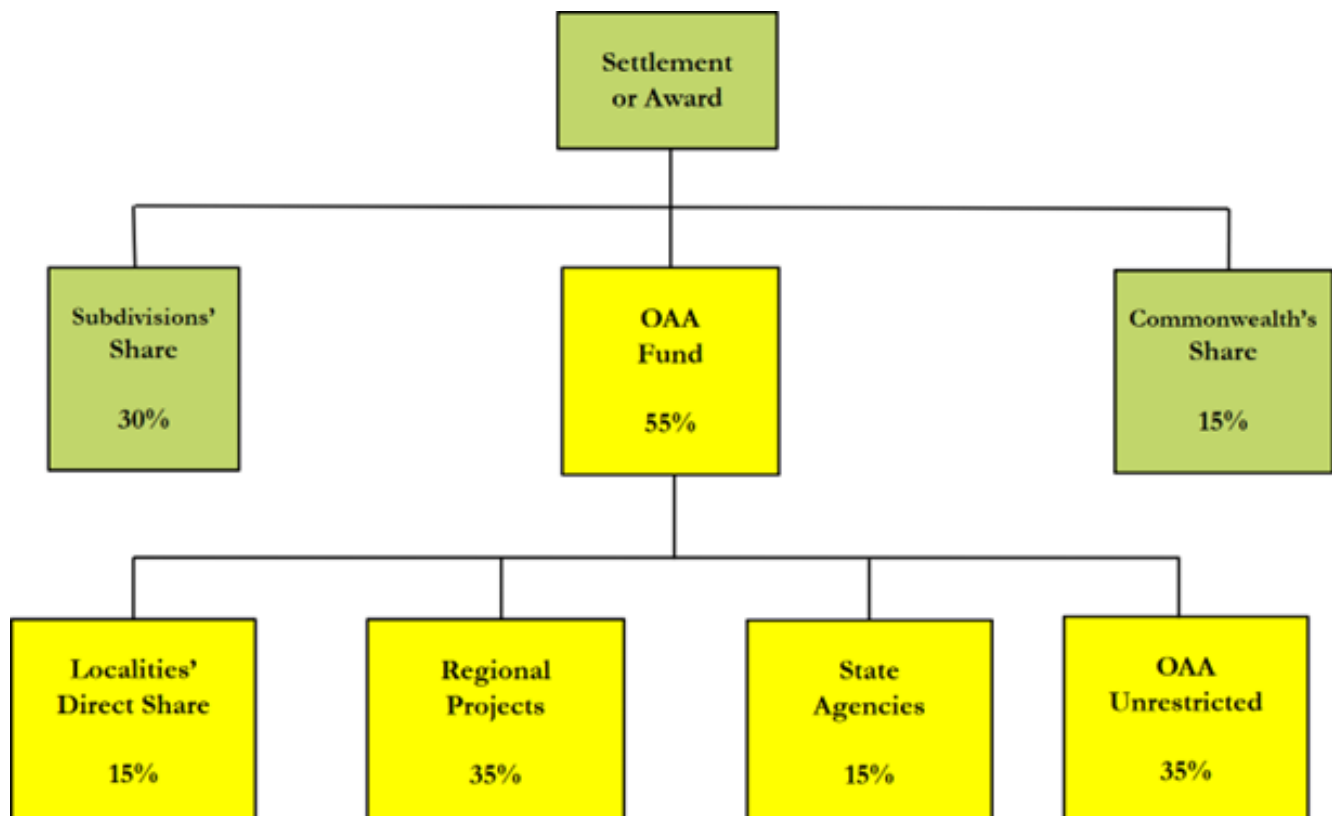 Settlement
or Award
Subdivisions’
Share
30%
OAA
Fund
55%
Commonwealth’s
Share
15%
Localities’
Direct Share
15%
Regional
Projects
35%
State
Agencies
15%
OAA
Unrestricted
35%